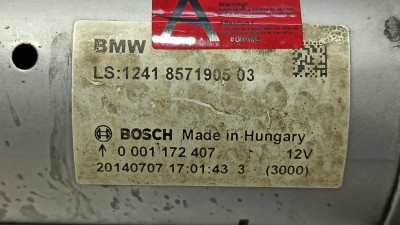 Warning!
BMW
LS:1241 8571905 03
BOSCH Made in Hungary
↑ 0 001 172 407 12V
20140707 17:01:43 3 (3000)